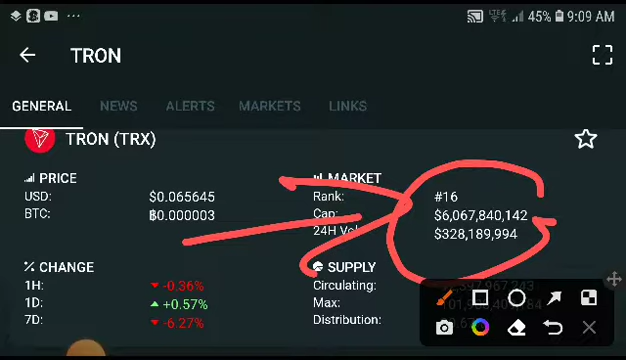 45% 9:09 AM
TRON
GENERAL NEWS ALERTS MARKETS LINKS
TRON (TRX)
PRICE
USD: $0.065645
BTC: ฿0.000003
MARKET
Rank: #16
Cap: $6,067,840,142
24H Vol $328,189,994
CHANGE
1H: -0.36%
1D: +0.57%
7D: -6.27%
SUPPLY
Circulating:
Max:
Distribution: